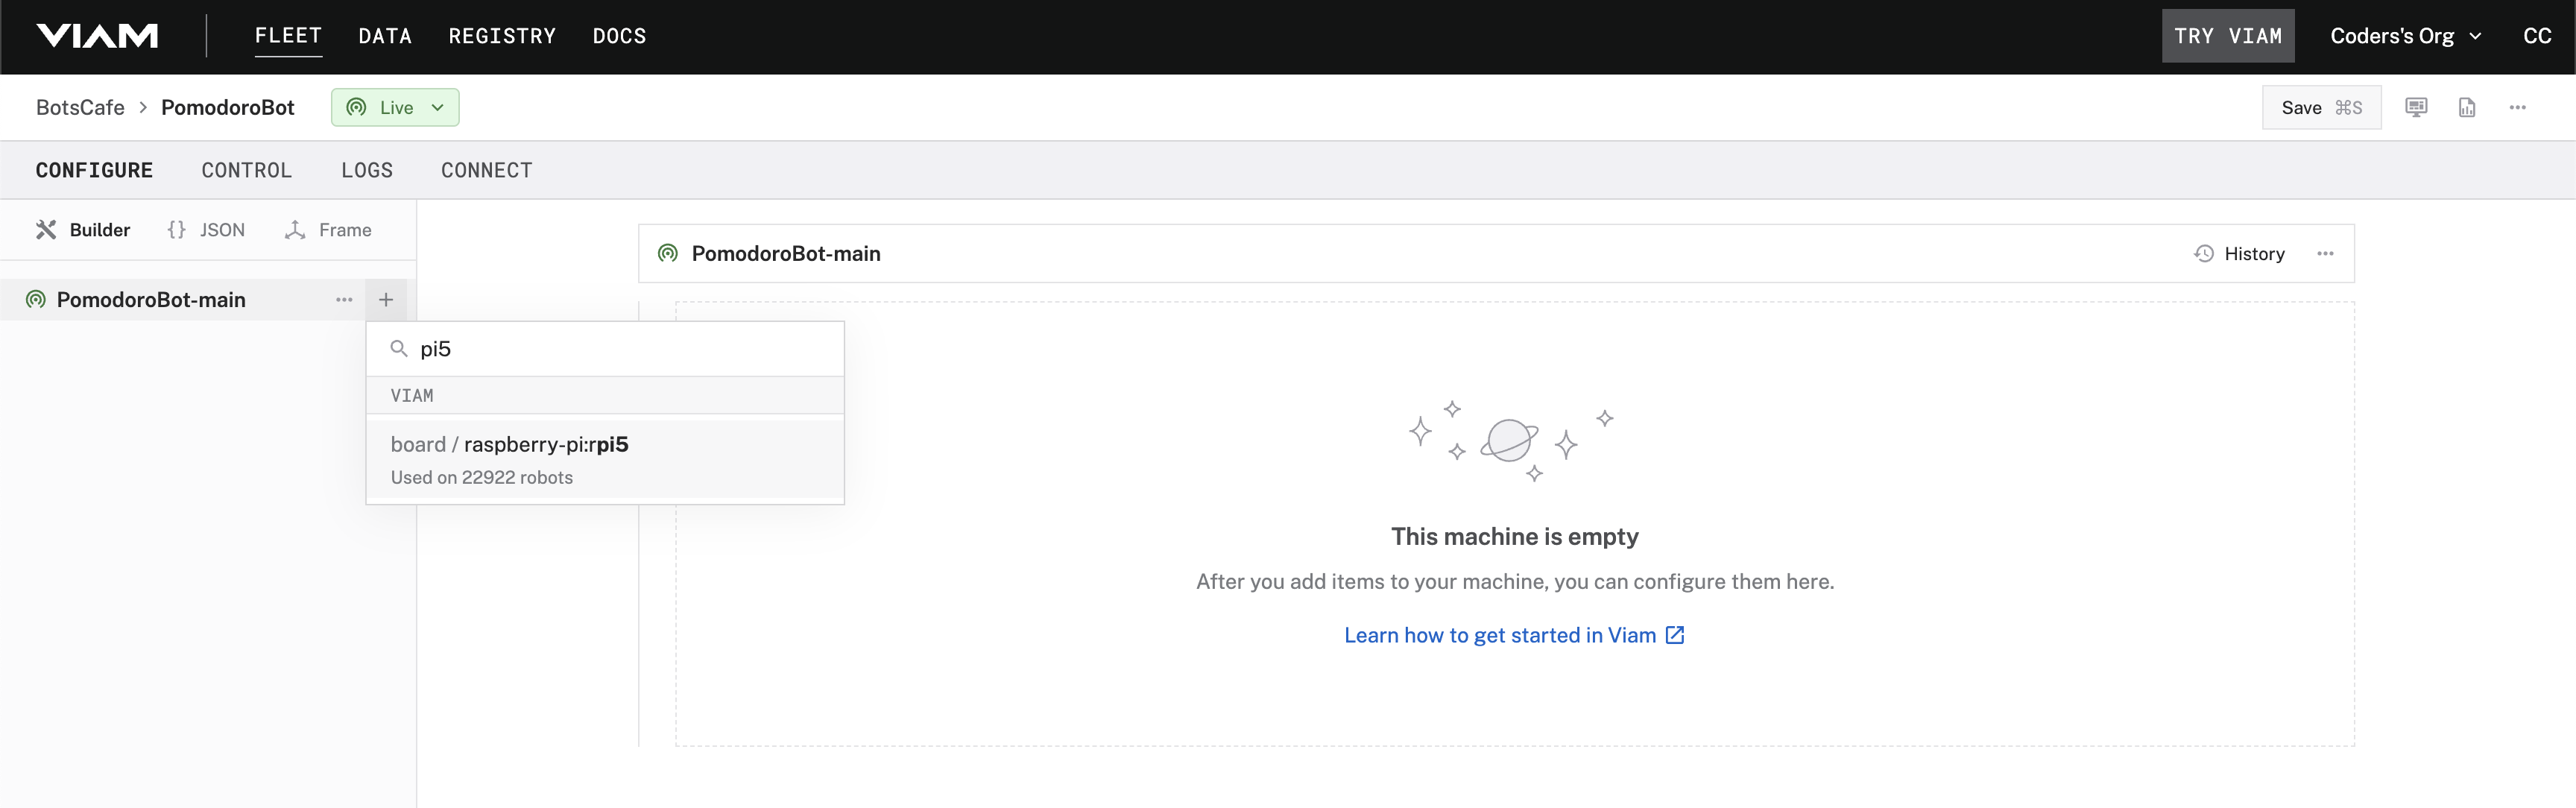 VIAM FLEET DATA REGISTRY DOCS TRY VIAM Coders's Org CC
BotsCafe > PomodoroBot Live Save ⌘S
CONFIGURE CONTROL LOGS CONNECT
Builder {} JSON Frame
PomodoroBot-main History
PomodoroBot-main
pi5
VIAM
board / raspberry-pi:rpi5
Used on 22922 robots
This machine is empty
After you add items to your machine, you can configure them here.
Learn how to get started in Viam